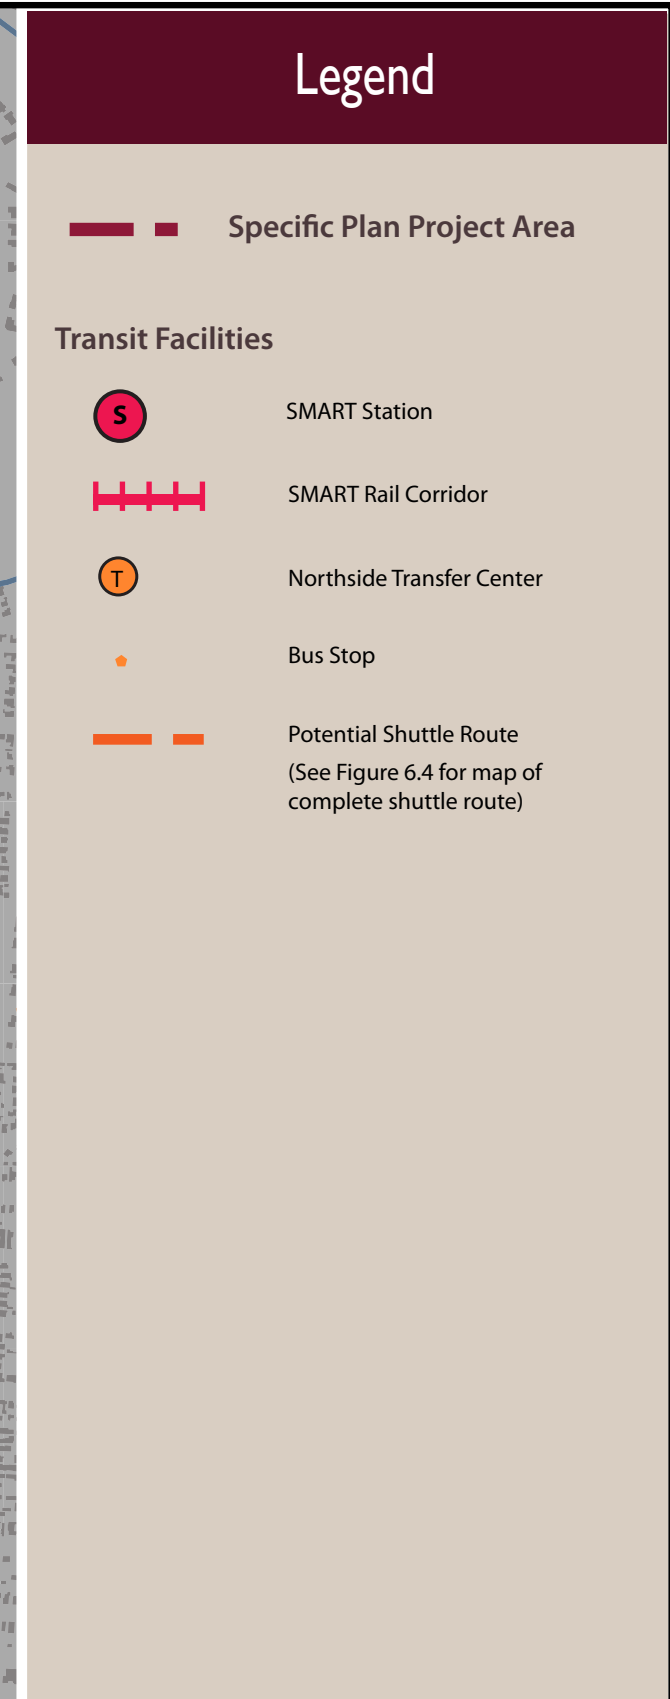 Legend
Specific Plan Project Area
Transit Facilities
S
SMART Station
SMART Rail Corridor
T
Northside Transfer Center
Bus Stop
Potential Shuttle Route
(See Figure 6.4 for map of
complete shuttle route)